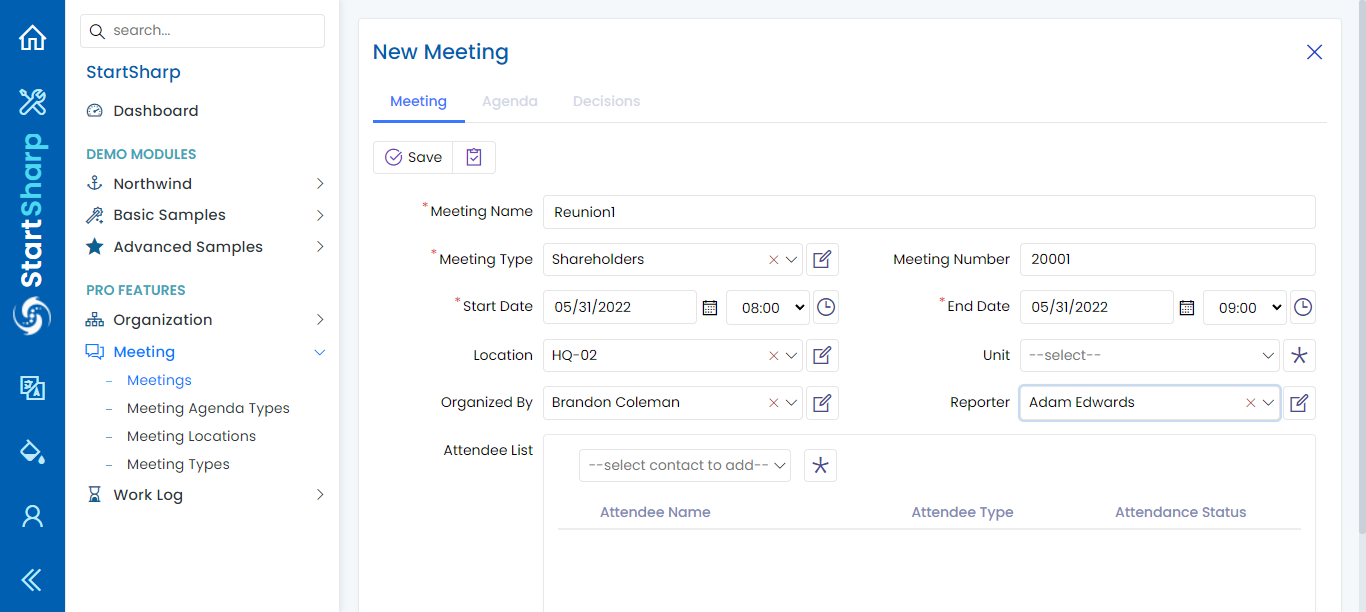 search...
StartSharp
StartSharp
Dashboard
DEMO MODULES
Northwind
Basic Samples
Advanced Samples
PRO FEATURES
Organization
Meeting
Meetings
Meeting Agenda Types
Meeting Locations
Meeting Types
Work Log
New Meeting
Meeting Agenda Decisions
Save
*Meeting Name Reunion1
*Meeting Type Shareholders Meeting Number 20001
*Start Date 05/31/2022 08:00 *End Date 05/31/2022 09:00
Location HQ-02 Unit --select--
Organized By Brandon Coleman Reporter Adam Edwards
Attendee List --select contact to add--
Attendee Name Attendee Type Attendance Status